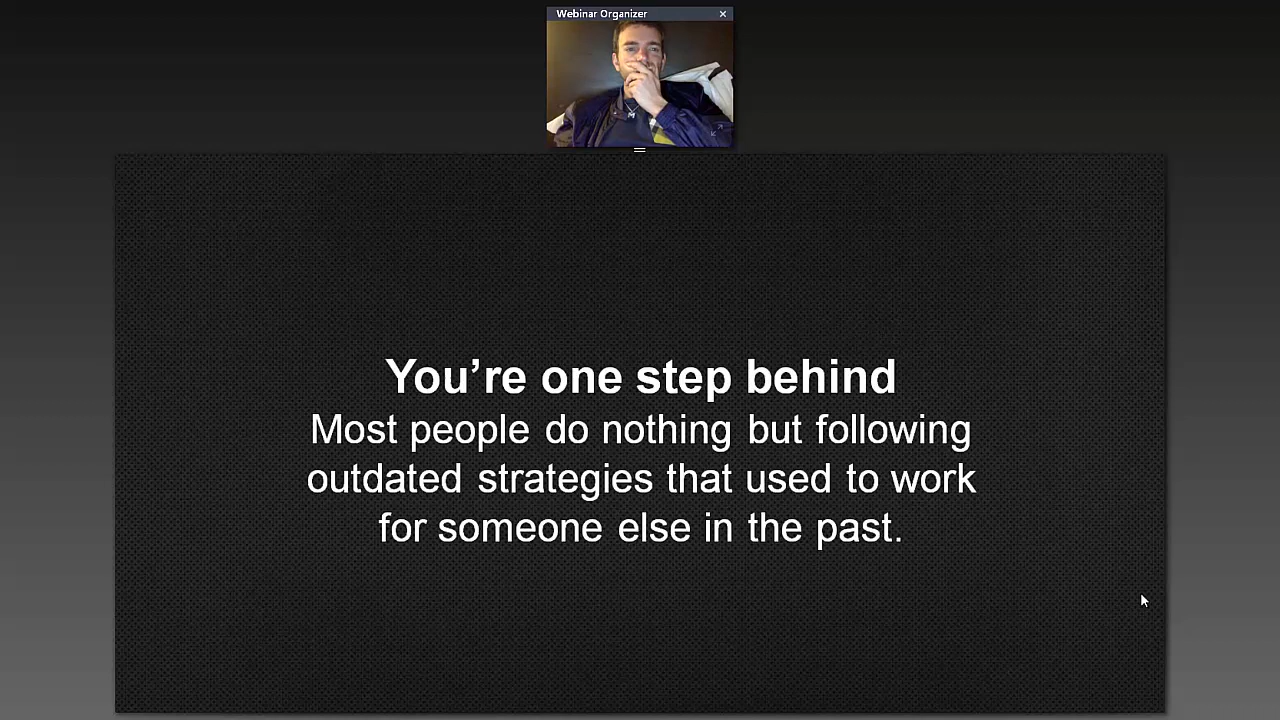 Webinar Organizer
You’re one step behind
Most people do nothing but following
outdated strategies that used to work
for someone else in the past.